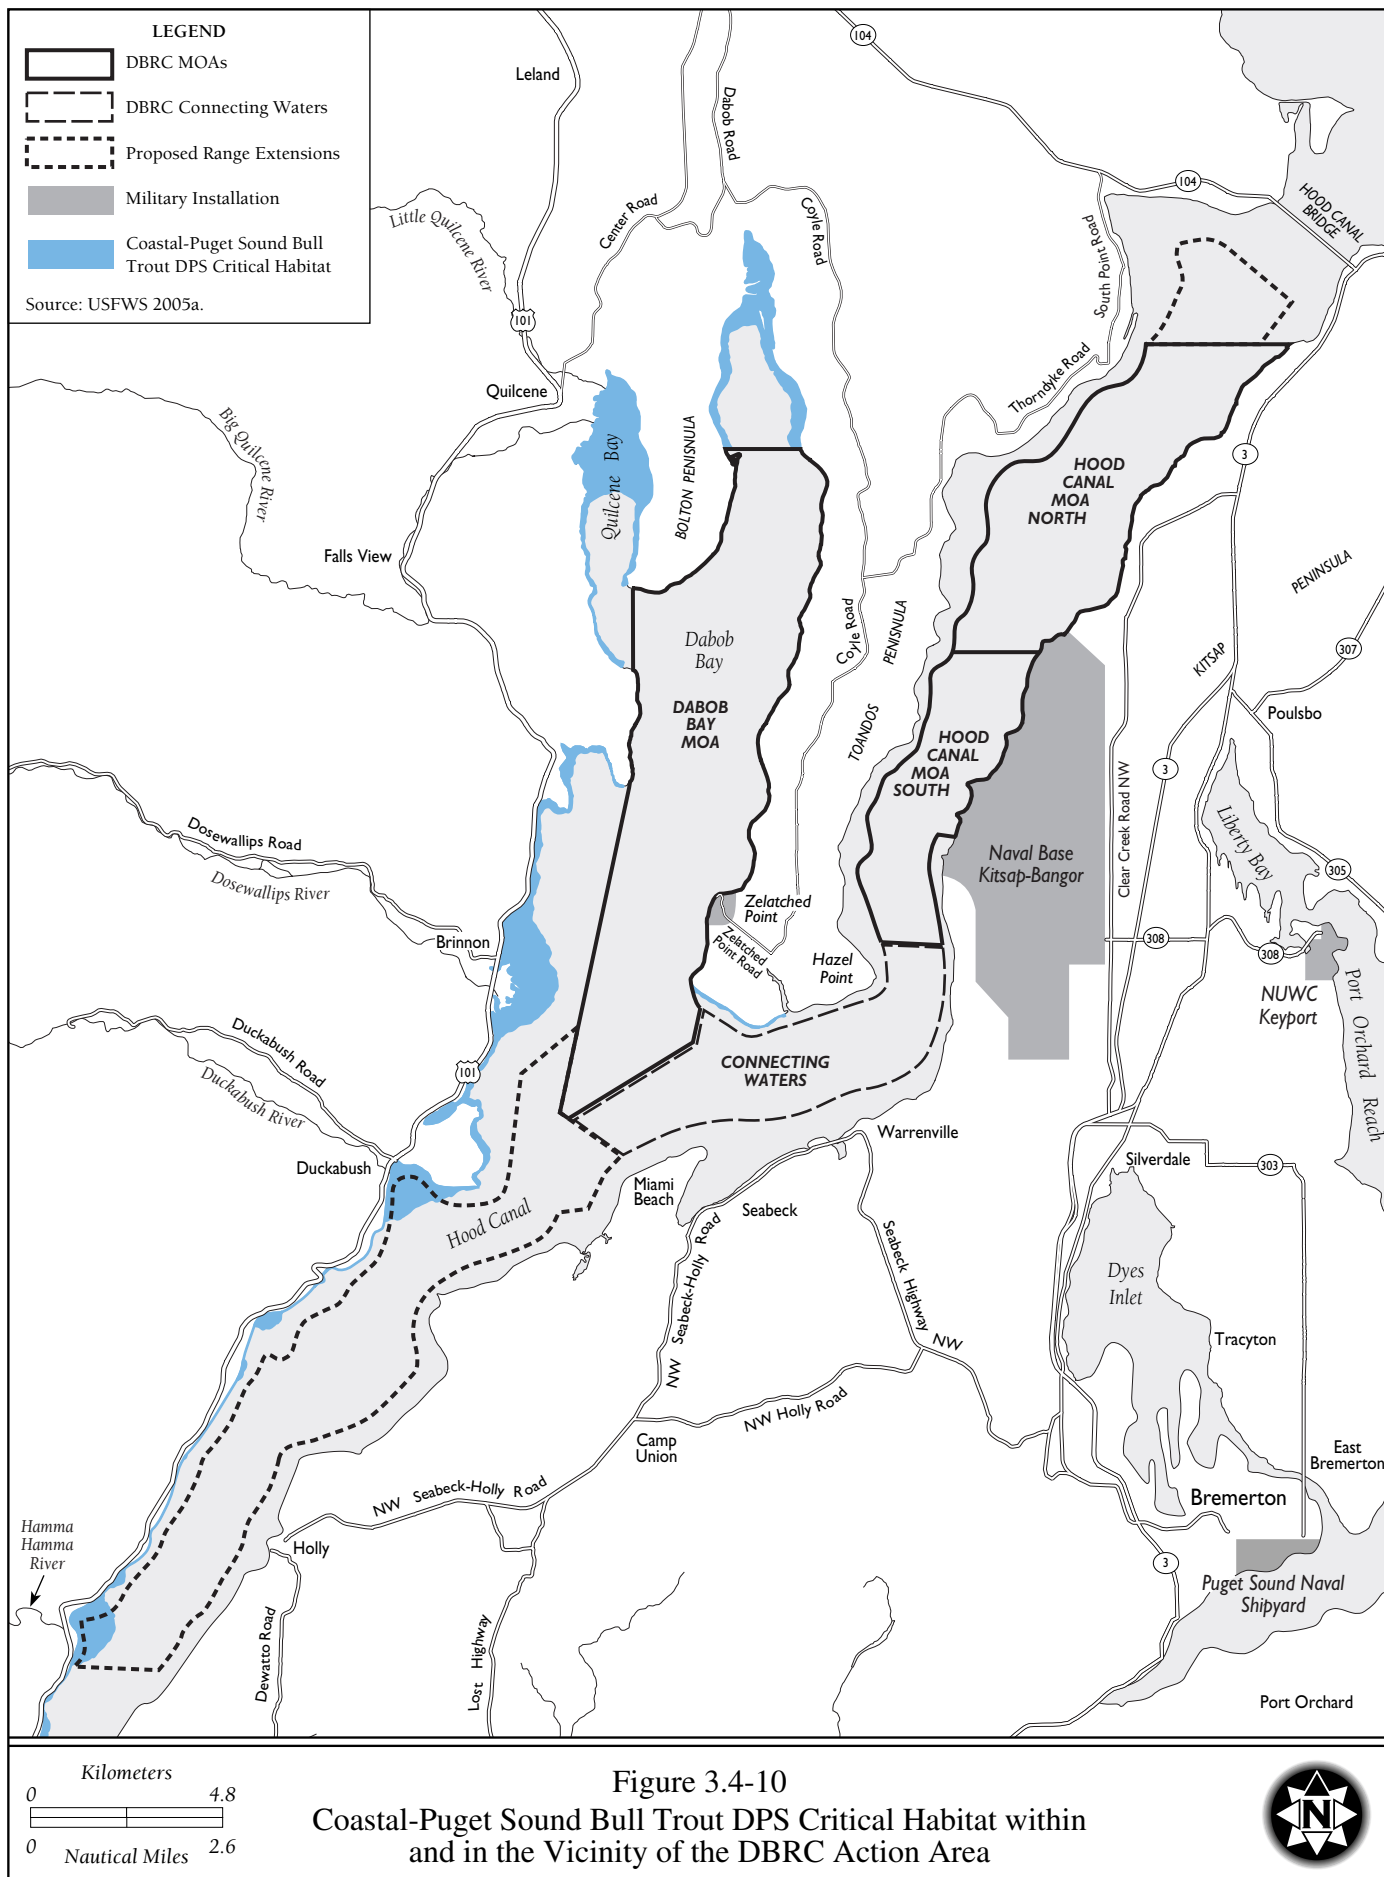 LEGEND
DBRC MOAs
DBRC Connecting Waters
Proposed Range Extensions
Military Installation
Coastal-Puget Sound Bull
Trout DPS Critical Habitat
Source: USFWS 2005a.
Leland
104
Dabob Road
Center Road
Coyle Road
South Point Road
104
HOOD CANAL
BRIDGE
Little Quilcene River
101
Quilcene
Thorndyke Road
Big Quilcene River
Quilcene Bay
BOLTON PENISNULA
HOOD
CANAL
MOA
NORTH
3
Falls View
PENINSULA
Coyle Road
PENISNULA
TOANDOS
Dabob
Bay
DABOB
BAY
MOA
KITSAP
307
Poulsbo
HOOD
CANAL
MOA
SOUTH
Clear Creek Road NW
3
Liberty Bay
Dosewallips Road
Dosewallips River
Naval Base
Kitsap-Bangor
305
Zelatched
Point
Zelatched
Point Road
Brinnon
Hazel
Point
308
308
NUWC
Keyport
Port Orchard Reach
Duckabush Road
Duckabush River
101
CONNECTING
WATERS
Duckabush
Warrenville
Silverdale
303
Miami
Beach
Seabeck
Hood Canal
NW Seabeck-Holly Road
Seabeck Highway NW
Dyes
Inlet
Tracyton
NW Holly Road
Camp
Union
East
Bremerton
NW Seabeck-Holly Road
Bremerton
Hamma
Hamma
River
Holly
3
Puget Sound Naval
Shipyard
Dewatto Road
Lost Highway
Port Orchard
Kilometers
0 4.8
0 2.6
Nautical Miles
Figure 3.4-10
Coastal-Puget Sound Bull Trout DPS Critical Habitat within
and in the Vicinity of the DBRC Action Area
N